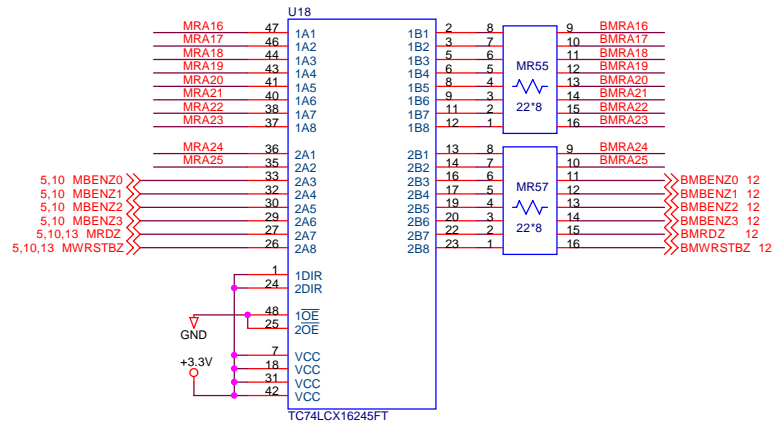 U18
MRA16 47 1A1 1B1 2 8 9 BMRA16
MRA17 46 1A2 1B2 3 7 10 BMRA17
MRA18 44 1A3 1B3 5 6 11 BMRA18
MRA19 43 1A4 1B4 6 5 MR55 12 BMRA19
MRA20 41 1A5 1B5 8 4 13 BMRA20
MRA21 40 1A6 1B6 9 3 14 BMRA21
MRA22 38 1A7 1B7 11 2 22*8 15 BMRA22
MRA23 37 1A8 1B8 12 1 16 BMRA23
MRA24 36 2A1 2B1 13 8 9 BMRA24
MRA25 35 2A2 2B2 14 7 10 BMRA25
5,10 MBENZ0 33 2A3 2B3 16 6 11 BMBENZ0 12
5,10 MBENZ1 32 2A4 2B4 17 5 MR57 12 BMBENZ1 12
5,10 MBENZ2 30 2A5 2B5 19 4 13 BMBENZ2 12
5,10 MBENZ3 29 2A6 2B6 20 3 14 BMBENZ3 12
5,10,13 MRDZ 27 2A7 2B7 22 2 22*8 15 BMRDZ 12
5,10,13 MWRSTBZ 26 2A8 2B8 23 1 16 BMWRSTBZ 12
1 1DIR
24 2DIR
48 1OE
GND 25 2OE
+3.3V 7 VCC
18 VCC
31 VCC
42 VCC
TC74LCX16245FT